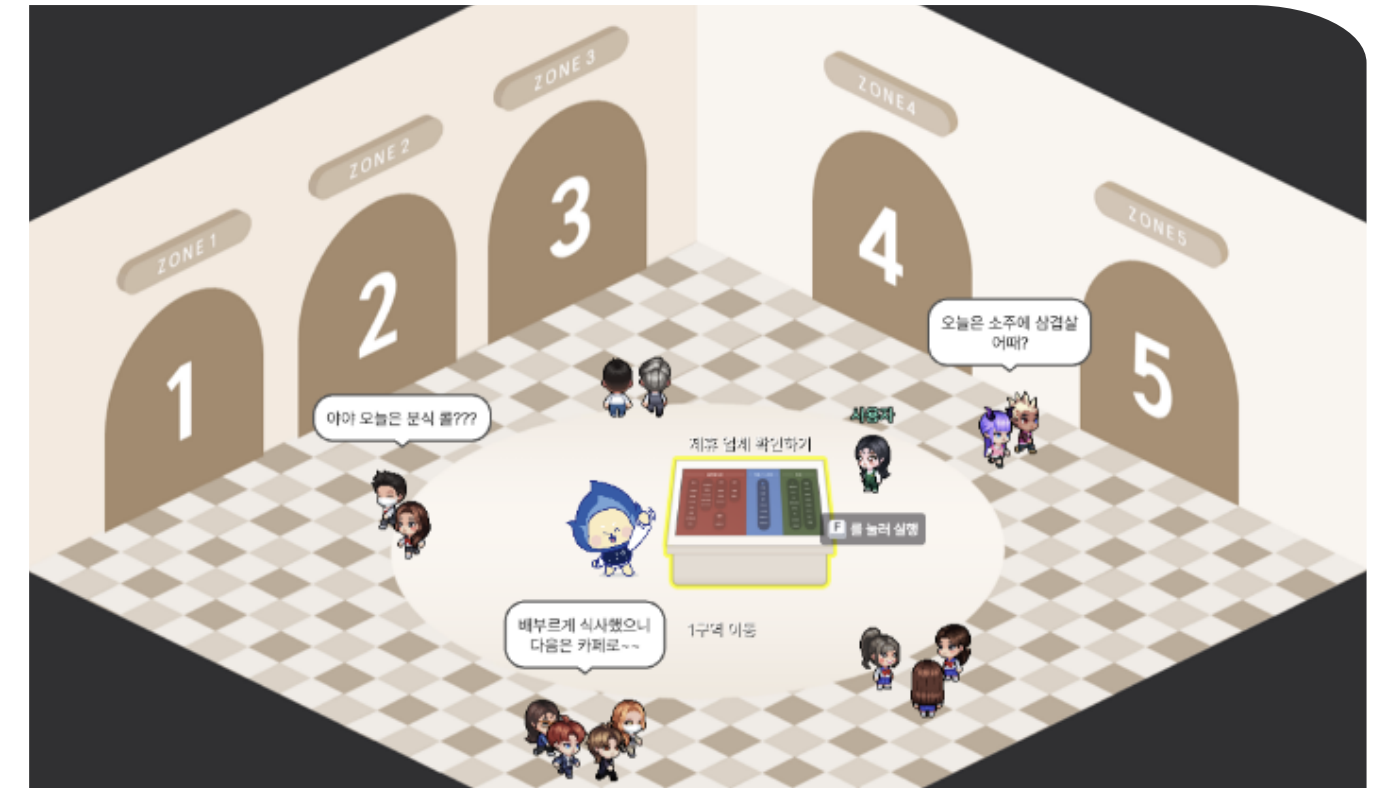 ZONE 3
ZONE4
ZONE 2
ZONE5
ZONE 1
3
4
2
5
1
오늘은 소주에 삼겹살
어때?
야야 오늘은 분식 콜???
사용자
제휴 업체 확인하기
F 를 눌러 실행
배부르게 식사했으니
다음은 카페로~~
1구역 이동